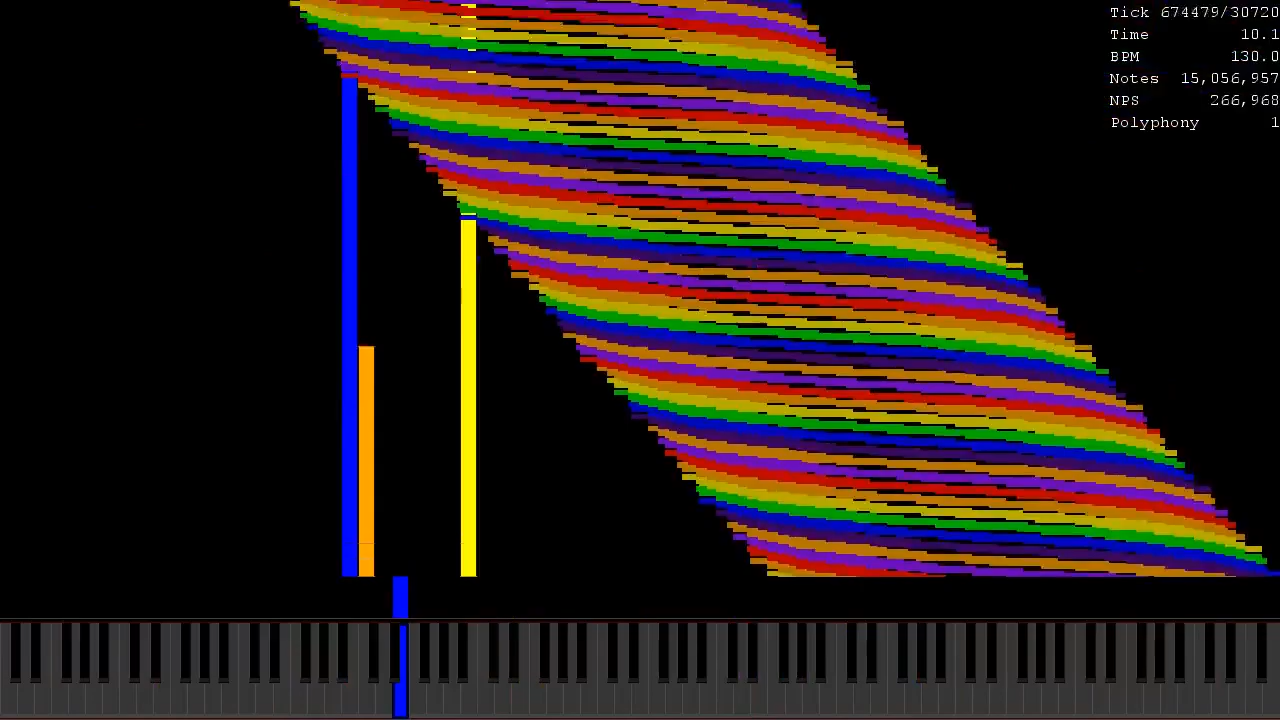 Tick 674479/30720
Time 10.1
BPM 130.0
Notes 15,056,957
NPS 266,968
Polyphony 1